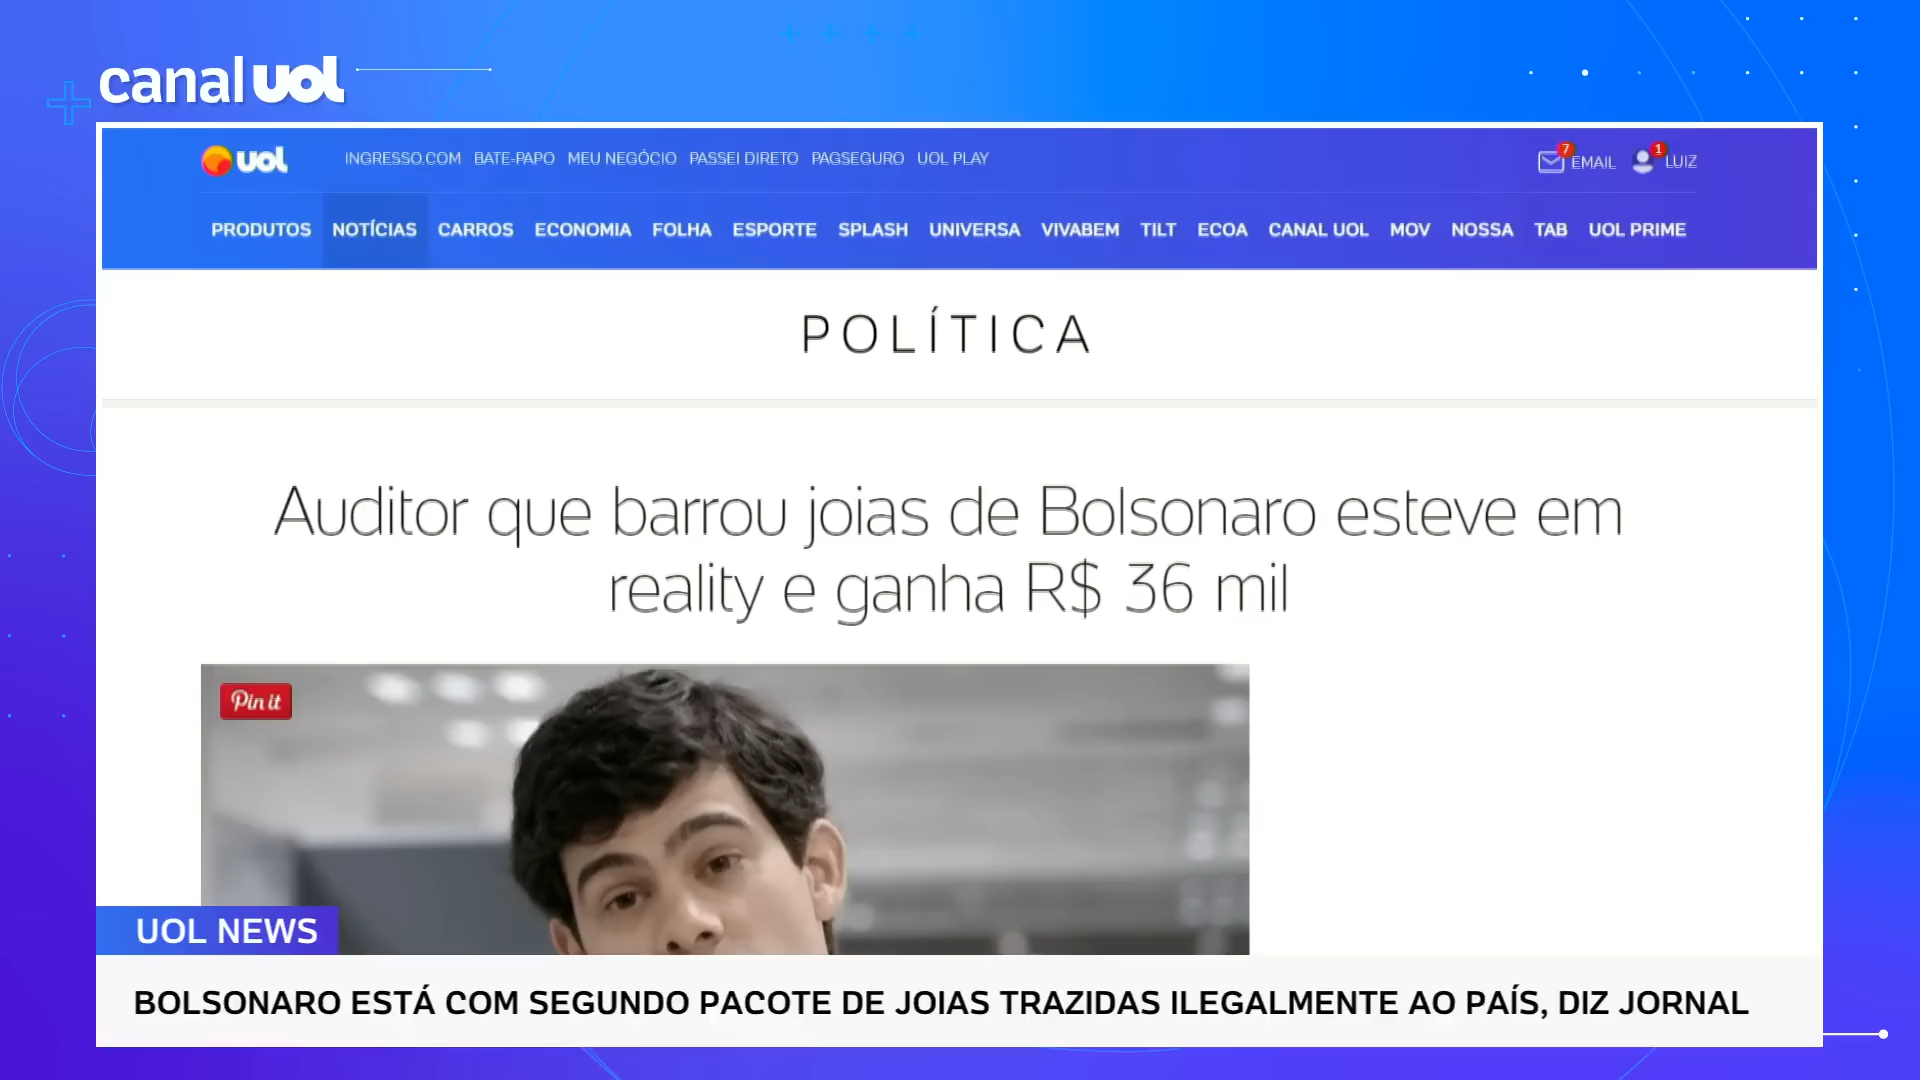 canal uol
uol
INGRESSO.COM BATE-PAPO MEU NEGÓCIO PASSEI DIRETO PAGSEGURO UOL PLAY
7 EMAIL 1 LUIZ
PRODUTOS NOTÍCIAS CARROS ECONOMIA FOLHA ESPORTE SPLASH UNIVERSA VIVABEM TILT ECOA CANAL UOL MOV NOSSA TAB UOL PRIME
POLÍTICA
Auditor que barrou joias de Bolsonaro esteve em
reality e ganha R$ 36 mil
Pin it
UOL NEWS
BOLSONARO ESTÁ COM SEGUNDO PACOTE DE JOIAS TRAZIDAS ILEGALMENTE AO PAÍS, DIZ JORNAL